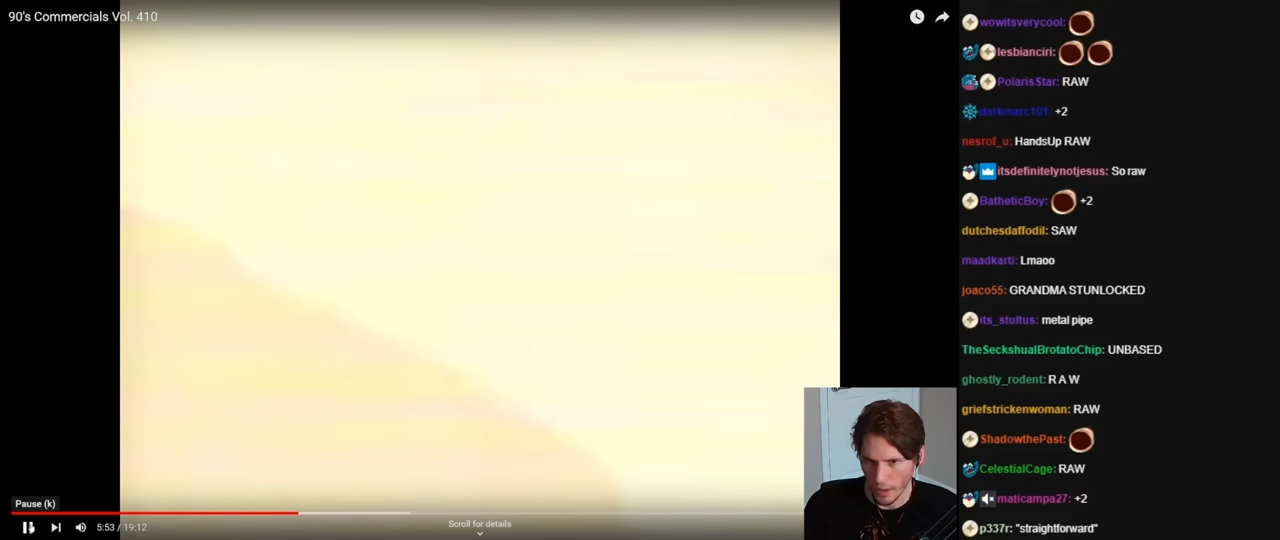 90's Commercials Vol. 410
Pause (k)
5:53 / 19:12
Scroll for details
wowitsverycool:
lesbianciri:
PolarisStar: RAW
darkmarc101: +2
nesrof_u: HandsUp RAW
itsdefinitelynotjesus: So raw
BatheticBoy: +2
dutchesdaffodil: SAW
maadkarti: Lmaoo
joaco55: GRANDMA STUNLOCKED
its_stultus: metal pipe
TheSeckshualBrotatoChip: UNBASED
ghostly_rodent: R A W
griefstrickenwoman: RAW
ShadowthePast:
CelestialCage: RAW
maticampa27: +2
p337r: "straightforward"